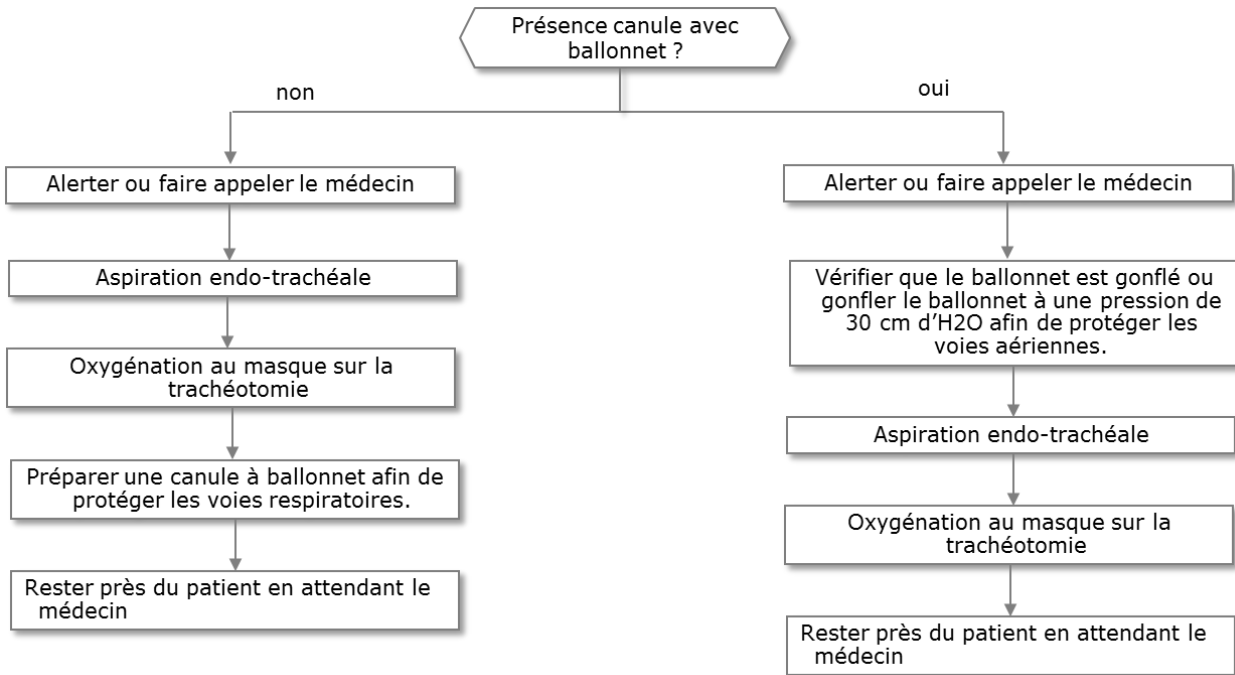 Présence canule avec
ballonnet ?
non
oui
Alerter ou faire appeler le médecin
Aspiration endo-trachéale
Oxygénation au masque sur la
trachéotomie
Préparer une canule à ballonnet afin de
protéger les voies respiratoires.
Rester près du patient en attendant le
médecin
Alerter ou faire appeler le médecin
Vérifier que le ballonnet est gonflé ou
gonfler le ballonnet à une pression de
30 cm d’H2O afin de protéger les
voies aériennes.
Aspiration endo-trachéale
Oxygénation au masque sur la
trachéotomie
Rester près du patient en attendant le
médecin